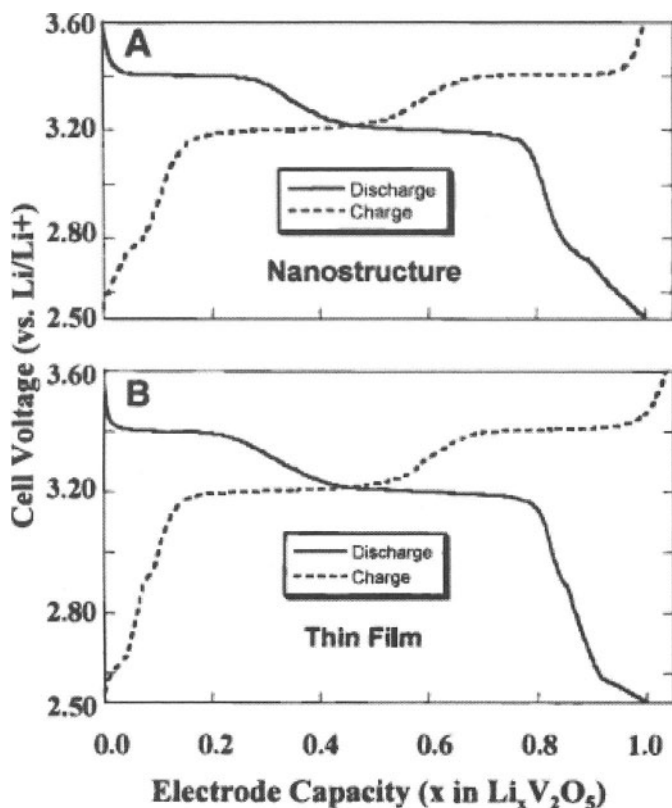 Cell Voltage (vs. Li/Li+)
3.60
A
3.20
Discharge
Charge
2.80
Nanostructure
2.50
3.60
B
3.20
Discharge
Charge
2.80
Thin Film
2.50
0.0 0.2 0.4 0.6 0.8 1.0
Electrode Capacity (x in LiₓV₂O₅)